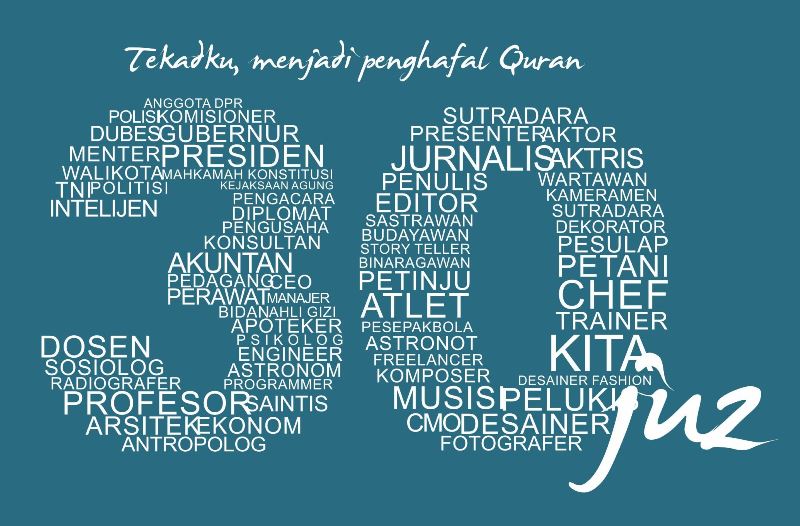 Tekadku, menjadi penghafal Quran
ANGGOTA DPR
POLISI KOMISIONER
DUBES GUBERNUR
MENTER PRESIDEN
WALIKOTA MAHKAMAH KONSTITUSI
TNI POLITISI KEJAKSAAN AGUNG
INTELIJEN PENGACARA
DIPLOMAT
PENGUSAHA
KONSULTAN
AKUNTAN
PEDAGANG CEO
PERAWAT MANAJER
BIDAN AHLI GIZI
APOTEKER
PSIKOLOG
DOSEN ENGINEER
SOSIOLOG ASTRONOM
RADIOGRAFER PROGRAMMER
PROFESOR SAINTIS
ARSITEK EKONOM
ANTROPOLOG
SUTRADARA
PRESENTER AKTOR
JURNALIS AKTRIS
PENULIS WARTAWAN
EDITOR KAMERAMEN
SASTRAWAN SUTRADARA
BUDAYAWAN DEKORATOR
STORY TELLER PESULAP
BINARAGAWAN PETANI
PETINJU CHEF
ATLET TRAINER
PESEPAKBOLA
ASTRONOT KITA
FREELANCER
KOMPOSER DESAINER FASHION
MUSISI PELUKIS
CMO DESAINER
FOTOGRAFER
juz